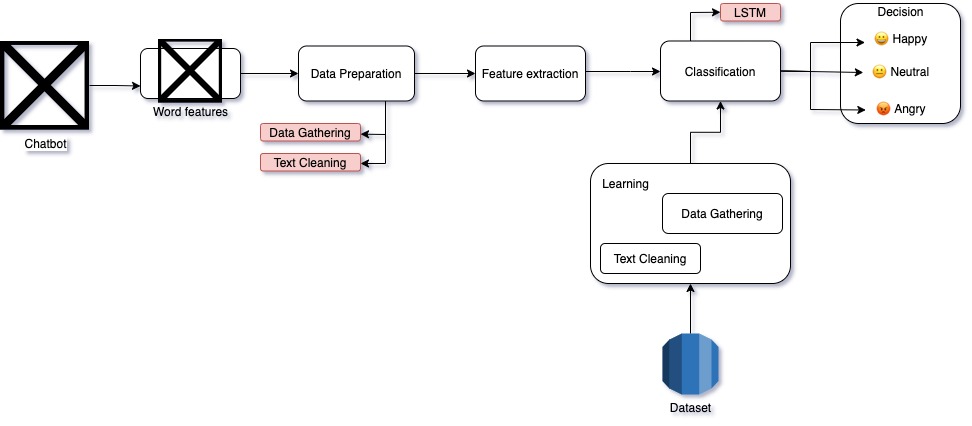 LSTM
Decision
Happy
Neutral
Angry
Chatbot
Word features
Data Preparation
Feature extraction
Classification
Data Gathering
Text Cleaning
Learning
Data Gathering
Text Cleaning
Dataset